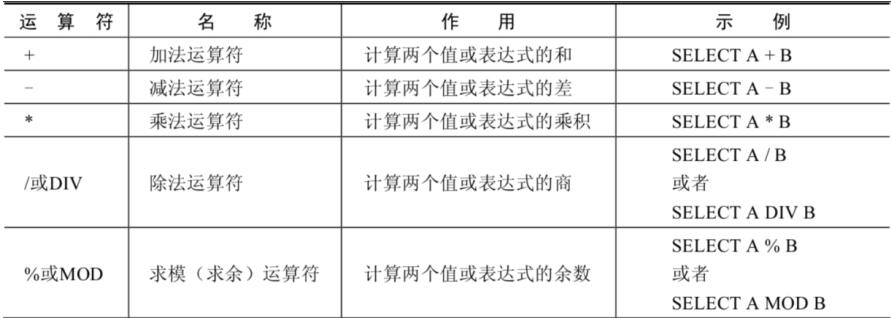 运 算 符 名 称 作 用 示 例
+ 加法运算符 计算两个值或表达式的和 SELECT A + B
- 减法运算符 计算两个值或表达式的差 SELECT A - B
* 乘法运算符 计算两个值或表达式的乘积 SELECT A * B
/或DIV 除法运算符 计算两个值或表达式的商 SELECT A / B
或者
SELECT A DIV B
%或MOD 求模（求余）运算符 计算两个值或表达式的余数 SELECT A % B
或者
SELECT A MOD B